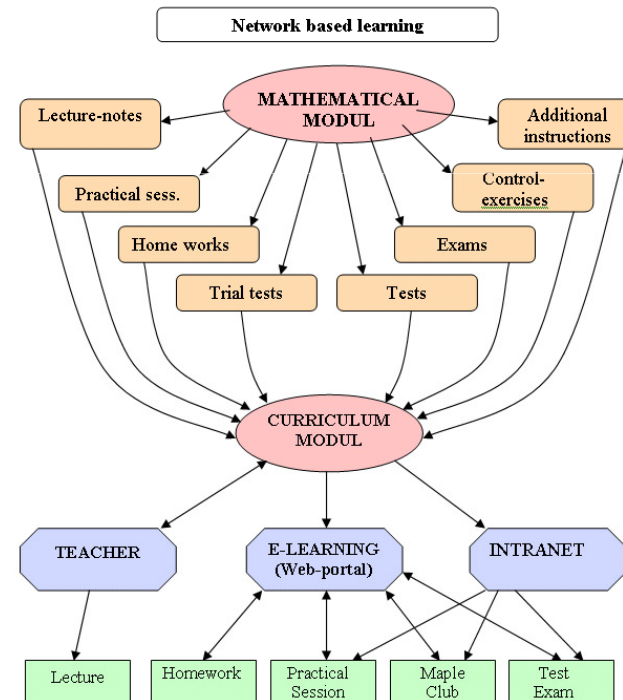 Network based learning
MATHEMATICAL
MODUL
Lecture-notes
Additional
instructions
Practical sess.
Control-
exercises
Home works
Exams
Trial tests
Tests
CURRICULUM
MODUL
TEACHER
E-LEARNING
(Web-portal)
INTRANET
Lecture
Homework
Practical
Session
Maple
Club
Test
Exam